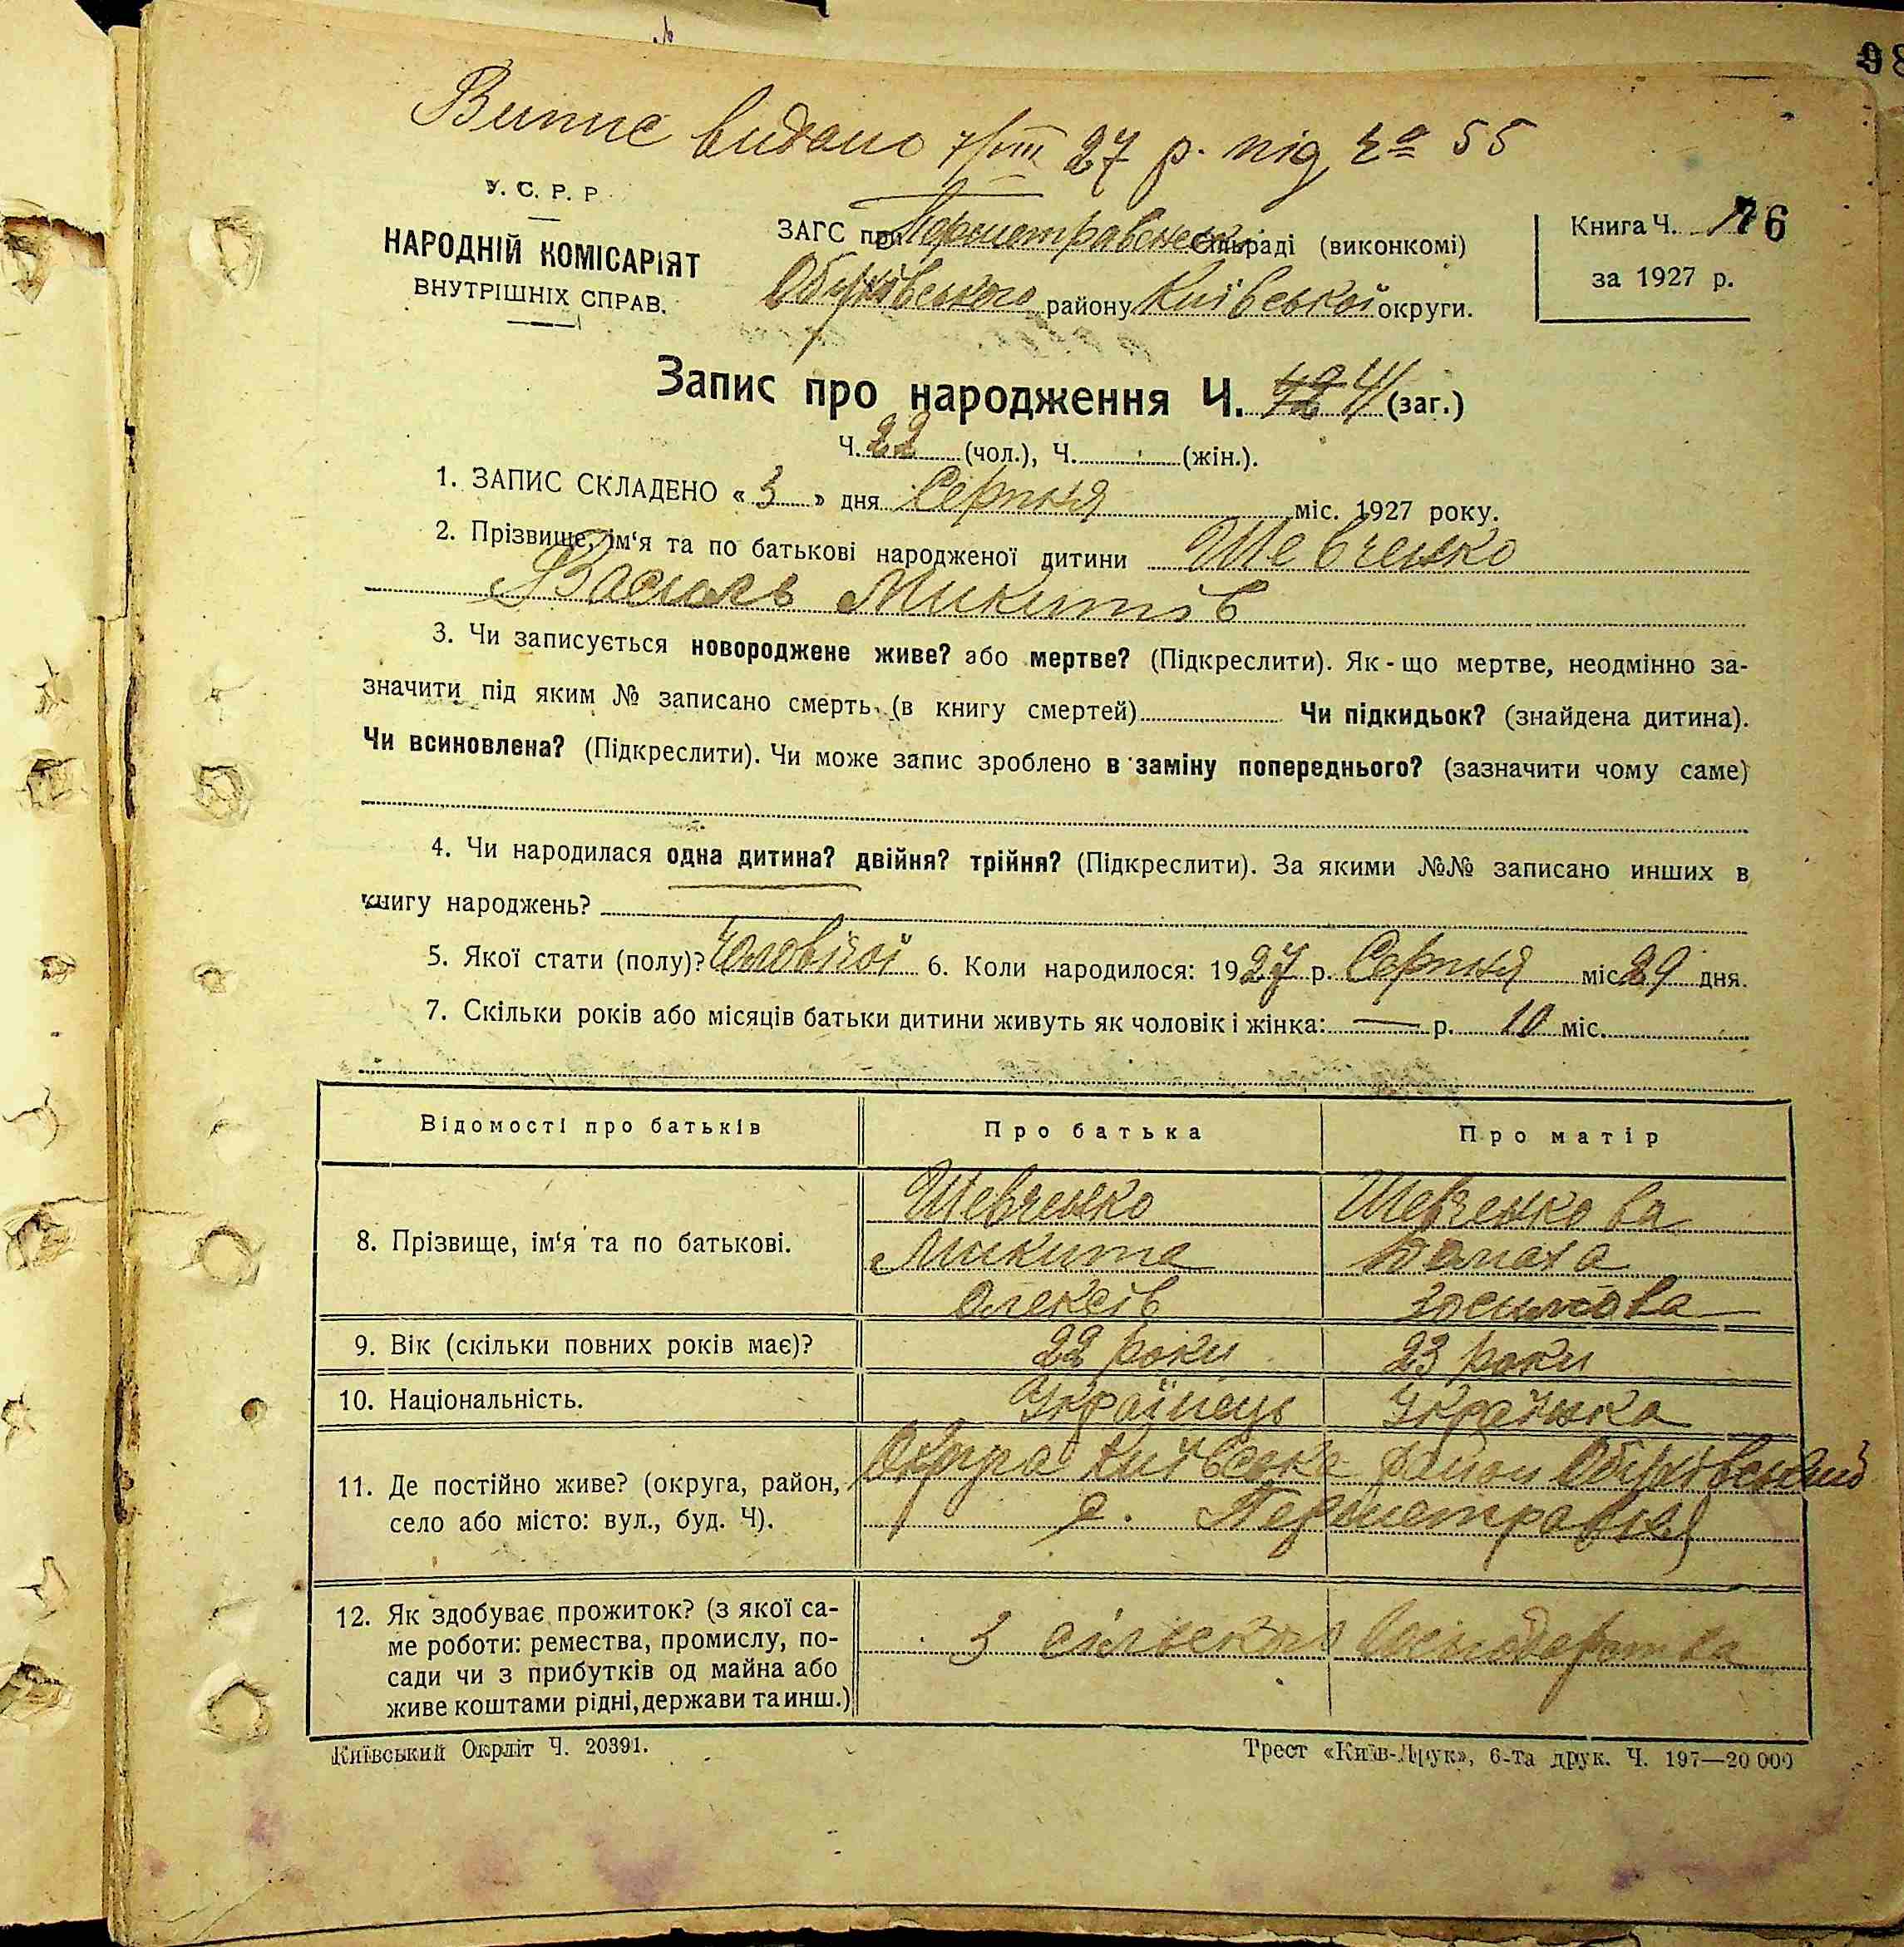 98
Випис видано 7/VIII 27 р. під № 55
У. С. Р. Р.
НАРОДНІЙ КОМІСАРІЯТ
ВНУТРІШНІХ СПРАВ.
ЗАГС при сільраді (виконкомі)
Обухівського району Київської округи.
Книга Ч. 76
за 1927 р.
Запис про народження Ч. 41 (заг.)
Ч. 22 (чол.), Ч. (жін.).
1. ЗАПИС СКЛАДЕНО « 3 » дня Серпня міс. 1927 року.
2. Прізвище, ім‘я та по батькові народженої дитини Шевченко
Василь Микитів
3. Чи записується новороджене живе? або мертве? (Підкреслити). Як-що мертве, неодмінно за-
значити під яким № записано смерть (в книгу смертей) Чи підкидьок? (знайдена дитина).
Чи всиновлена? (Підкреслити). Чи може запис зроблено в заміну попереднього? (зазначити чому саме)
4. Чи народилася одна дитина? двійня? трійня? (Підкреслити). За якими №№ записано инших в
книгу народжень?
5. Якої стати (полу)? Чоловічої 6. Коли народилося: 1927 р. Серпня міс. 29 дня.
7. Скільки років або місяців батьки дитини живуть як чоловік і жінка: — р. 10 міс.
Відомості про батьків Про батька Про матір
8. Прізвище, ім‘я та по батькові.
Шевченко Шевченкова
Микита
Олексів Зосимова
9. Вік (скільки повних років має)? 22 роки 23 роки
10. Національність. Українець Українка
11. Де постійно живе? (округа, район,
село або місто: вул., буд. Ч).
Округа Київська район Обухівський
с.
12. Як здобуває прожиток? (з якої са-
ме роботи: ремества, промислу, по-
сади чи з прибутків од майна або
живе коштами рідні, держави та инш.)
З сільского господарства
Київський Окрліт Ч. 20391.
Трест «Київ-Друк», 6-та друк. Ч. 197—20 000